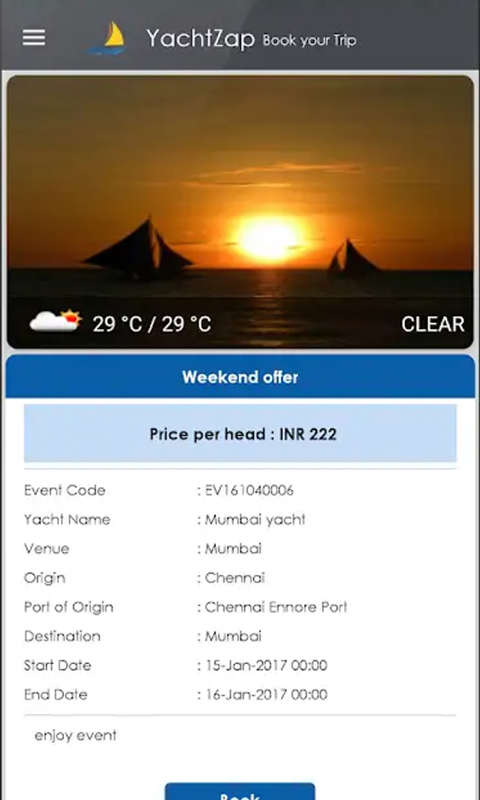 YachtZap Book your Trip
29 °C / 29 °C CLEAR
Weekend offer
Price per head : INR 222
Event Code : EV161040006
Yacht Name : Mumbai yacht
Venue : Mumbai
Origin : Chennai
Port of Origin : Chennai Ennore Port
Destination : Mumbai
Start Date : 15-Jan-2017 00:00
End Date : 16-Jan-2017 00:00
enjoy event
Book